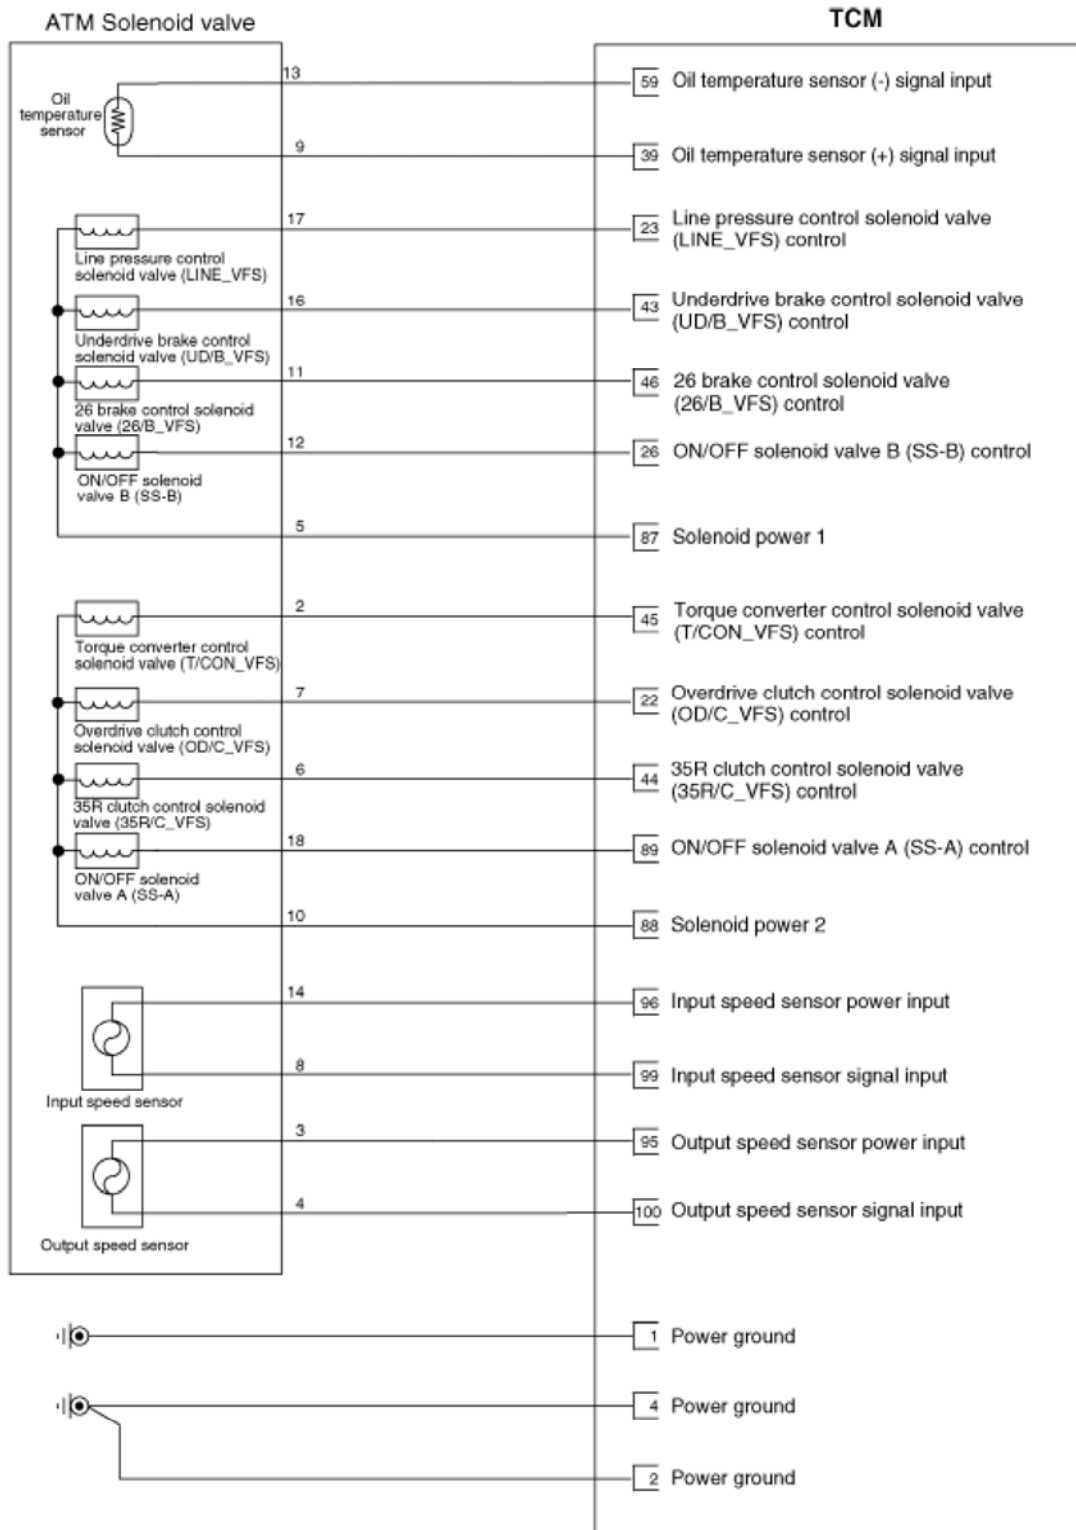 ATM Solenoid valve
TCM
Oil
temperature
sensor
13
59 Oil temperature sensor (-) signal input
9
39 Oil temperature sensor (+) signal input
17
23 Line pressure control solenoid valve
(LINE_VFS) control
Line pressure control
solenoid valve (LINE_VFS)
16
43 Underdrive brake control solenoid valve
(UD/B_VFS) control
Underdrive brake control
solenoid valve (UD/B_VFS)
11
46 26 brake control solenoid valve
(26/B_VFS) control
26 brake control solenoid
valve (26/B_VFS)
12
26 ON/OFF solenoid valve B (SS-B) control
ON/OFF solenoid
valve B (SS-B)
5
87 Solenoid power 1
2
45 Torque converter control solenoid valve
(T/CON_VFS) control
Torque converter control
solenoid valve (T/CON_VFS)
7
22 Overdrive clutch control solenoid valve
(OD/C_VFS) control
Overdrive clutch control
solenoid valve (OD/C_VFS)
6
44 35R clutch control solenoid valve
(35R/C_VFS) control
35R clutch control solenoid
valve (35R/C_VFS)
18
89 ON/OFF solenoid valve A (SS-A) control
ON/OFF solenoid
valve A (SS-A)
10
88 Solenoid power 2
14
96 Input speed sensor power input
8
99 Input speed sensor signal input
Input speed sensor
3
95 Output speed sensor power input
4
100 Output speed sensor signal input
Output speed sensor
1 Power ground
4 Power ground
2 Power ground